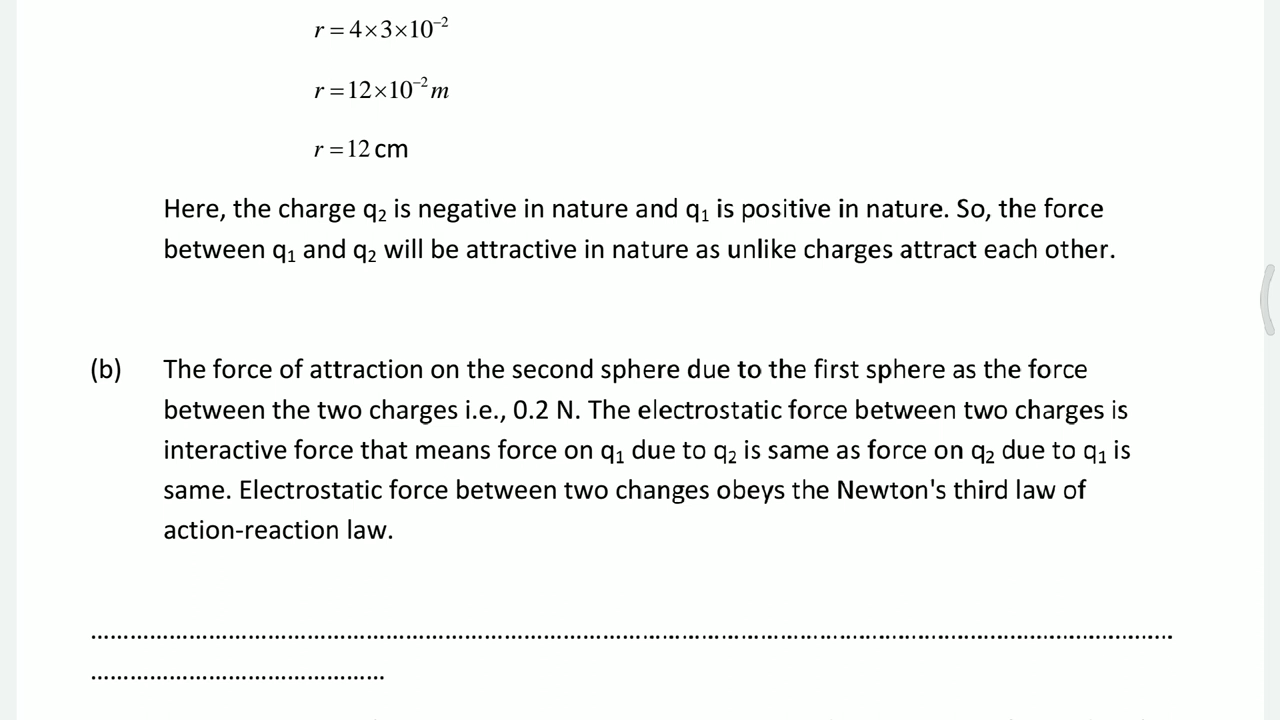 r = 4×3×10⁻²
r = 12×10⁻² m
r = 12 cm
Here, the charge q₂ is negative in nature and q₁ is positive in nature. So, the force
between q₁ and q₂ will be attractive in nature as unlike charges attract each other.
(b) The force of attraction on the second sphere due to the first sphere as the force
between the two charges i.e., 0.2 N. The electrostatic force between two charges is
interactive force that means force on q₁ due to q₂ is same as force on q₂ due to q₁ is
same. Electrostatic force between two changes obeys the Newton's third law of
action-reaction law.